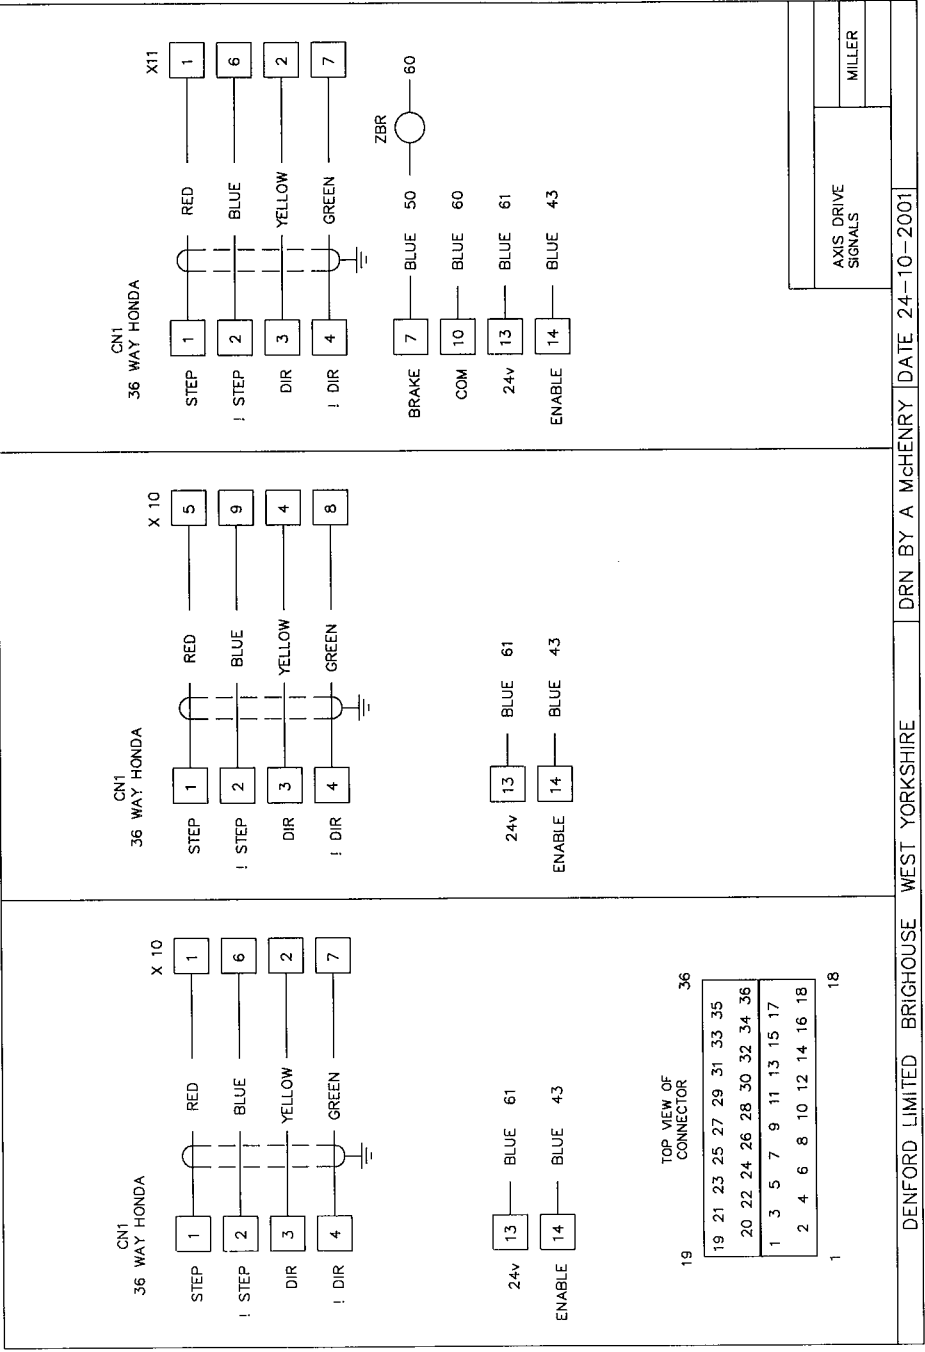 CN1
36 WAY HONDA
X 10
STEP 1 RED 1
! STEP 2 BLUE 6
DIR 3 YELLOW 2
! DIR 4 GREEN 7
24v 13 BLUE 61
ENABLE 14 BLUE 43
TOP VIEW OF
CONNECTOR
19 36
19 21 23 25 27 29 31 33 35
20 22 24 26 28 30 32 34 36
1 3 5 7 9 11 13 15 17
2 4 6 8 10 12 14 16 18
1 18
CN1
36 WAY HONDA
X 10
STEP 1 RED 5
! STEP 2 BLUE 9
DIR 3 YELLOW 4
! DIR 4 GREEN 8
24v 13 BLUE 61
ENABLE 14 BLUE 43
CN1
36 WAY HONDA
X11
STEP 1 RED 1
! STEP 2 BLUE 6
DIR 3 YELLOW 2
! DIR 4 GREEN 7
ZBR
BRAKE 7 BLUE 50 60
COM 10 BLUE 60
24v 13 BLUE 61
ENABLE 14 BLUE 43
AXIS DRIVE
SIGNALS
MILLER
DENFORD LIMITED BRIGHOUSE WEST YORKSHIRE DRN BY A McHENRY DATE 24-10-2001